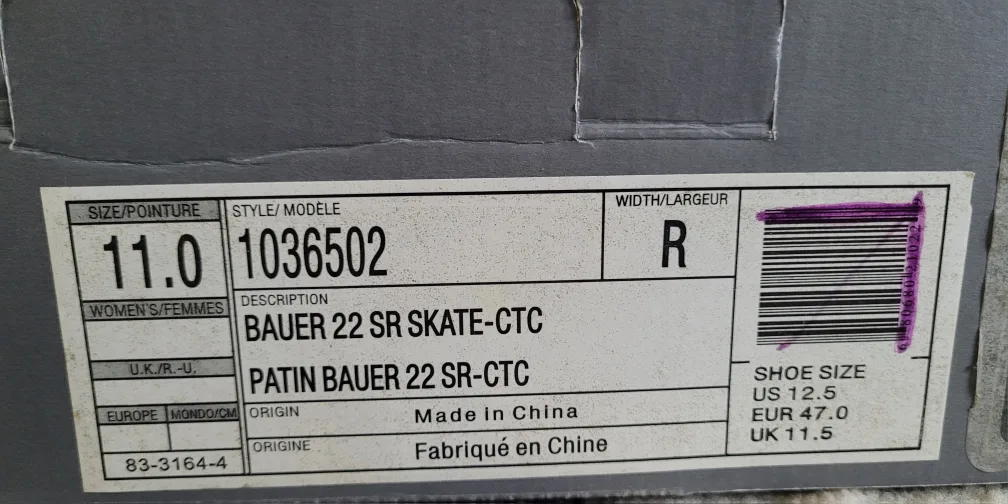 SIZE/POINTURE
11.0
WOMEN'S/FEMMES
U.K./R.-U.
EUROPE MONDO/CM
83-3164-4
STYLE/ MODÈLE
1036502
WIDTH/LARGEUR
R
DESCRIPTION
BAUER 22 SR SKATE-CTC
PATIN BAUER 22 SR-CTC
ORIGIN Made in China
ORIGINE Fabriqué en Chine
SHOE SIZE
US 12.5
EUR 47.0
UK 11.5